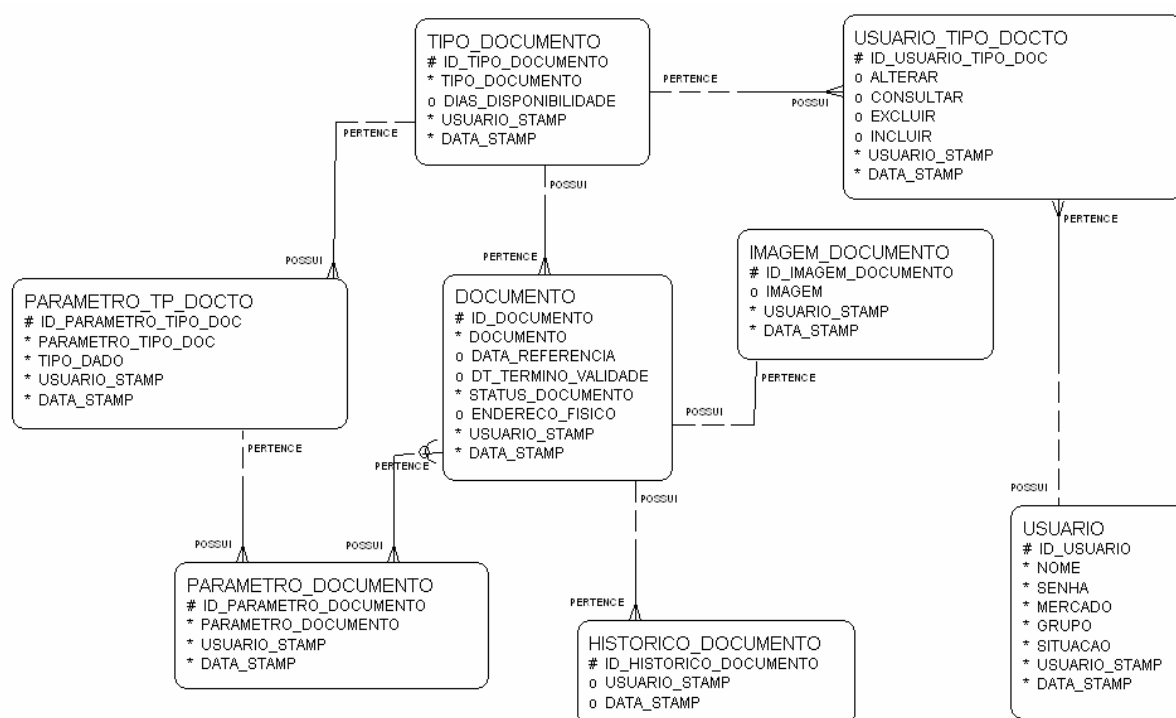 TIPO_DOCUMENTO
# ID_TIPO_DOCUMENTO
* TIPO_DOCUMENTO
o DIAS_DISPONIBILIDADE
* USUARIO_STAMP
* DATA_STAMP
USUARIO_TIPO_DOCTO
# ID_USUARIO_TIPO_DOC
o ALTERAR
o CONSULTAR
o EXCLUIR
o INCLUIR
* USUARIO_STAMP
* DATA_STAMP
PERTENCE
POSSUI
PERTENCE
POSSUI
POSSUI
PERTENCE
PERTENCE
POSSUI
PARAMETRO_TP_DOCTO
# ID_PARAMETRO_TIPO_DOC
* PARAMETRO_TIPO_DOC
* TIPO_DADO
* USUARIO_STAMP
* DATA_STAMP
DOCUMENTO
# ID_DOCUMENTO
* DOCUMENTO
o DATA_REFERENCIA
o DT_TERMINO_VALIDADE
* STATUS_DOCUMENTO
o ENDERECO_FISICO
* USUARIO_STAMP
* DATA_STAMP
IMAGEM_DOCUMENTO
# ID_IMAGEM_DOCUMENTO
o IMAGEM
* USUARIO_STAMP
* DATA_STAMP
PERTENCE
POSSUI
PERTENCE
POSSUI
PERTENCE
POSSUI
POSSUI
PERTENCE
PARAMETRO_DOCUMENTO
# ID_PARAMETRO_DOCUMENTO
* PARAMETRO_DOCUMENTO
* USUARIO_STAMP
* DATA_STAMP
HISTORICO_DOCUMENTO
# ID_HISTORICO_DOCUMENTO
o USUARIO_STAMP
o DATA_STAMP
USUARIO
# ID_USUARIO
* NOME
* SENHA
* MERCADO
* GRUPO
* SITUACAO
* USUARIO_STAMP
* DATA_STAMP